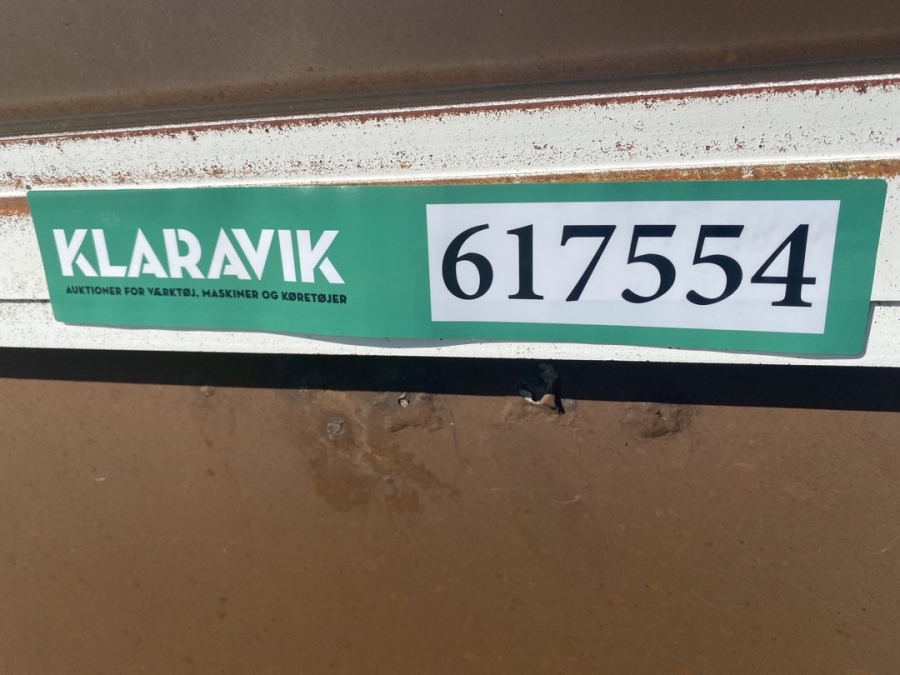 KLARAVIK
AUKTIONER FOR VÆRKTØJ, MASKINER OG KØRETØJER
617554